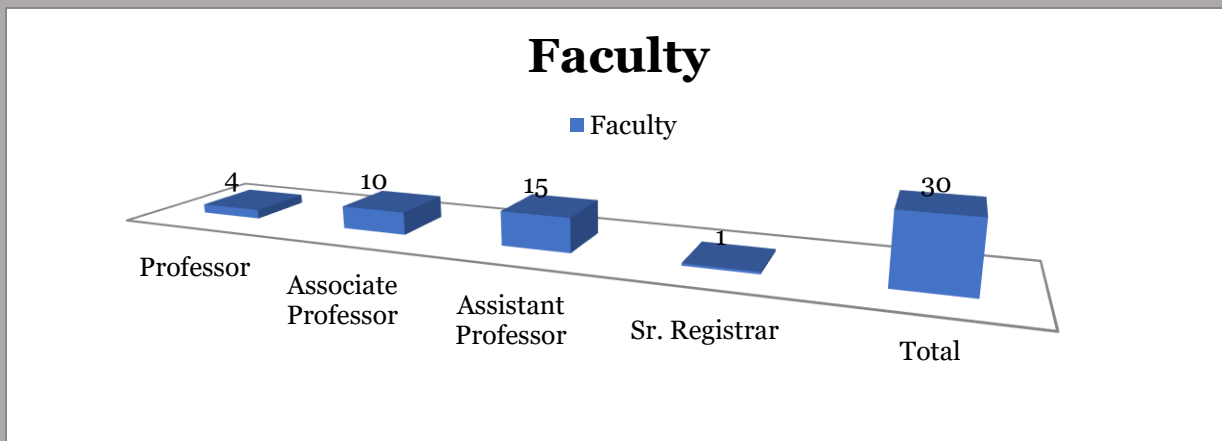 Faculty
Faculty
4
10
15
1
30
Professor
Associate
Professor
Assistant
Professor
Sr. Registrar
Total